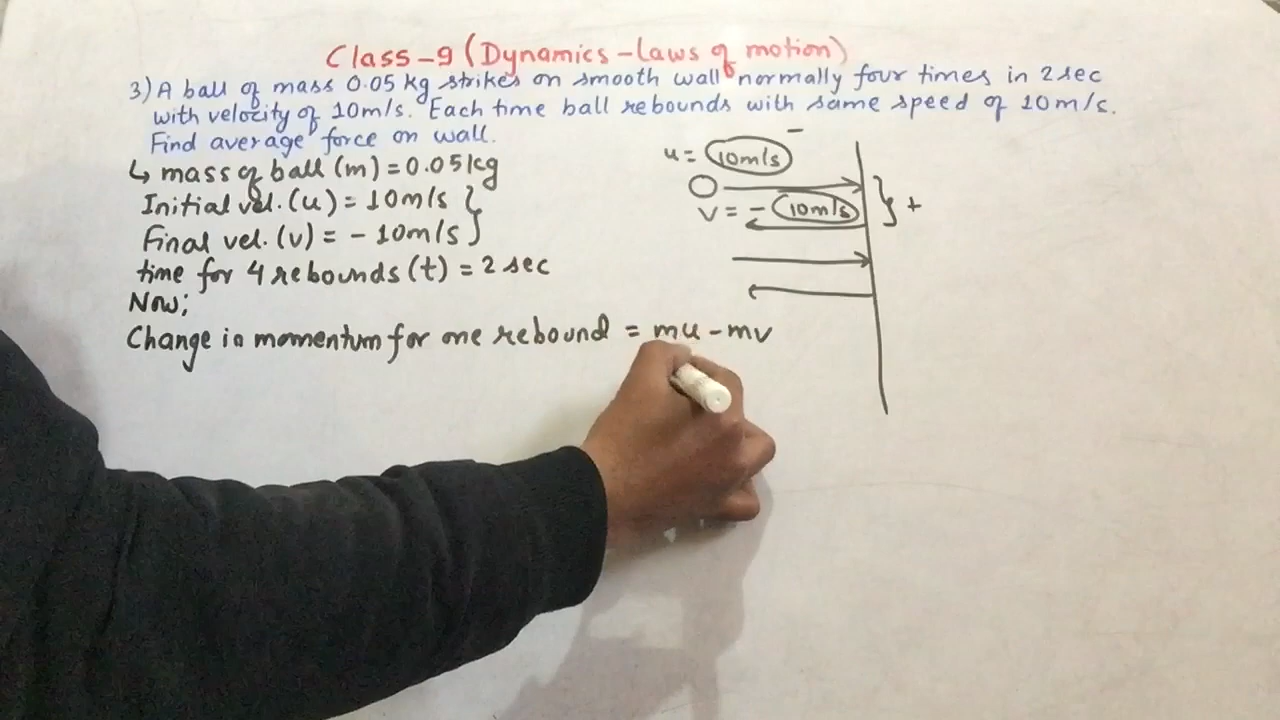 Class-9 (Dynamics-Laws of motion)
3) A ball of mass 0.05 kg strikes on smooth wall normally four times in 2 sec
with velocity of 10m/s. Each time ball rebounds with same speed of 10 m/s.
Find average force on wall.
↳ mass of ball (m) = 0.05 kg
Initial vel. (u) = 10m/s }
Final vel. (v) = - 10m/s
time for 4 rebounds (t) = 2 sec
Now;
Change in momentum for one rebound = mu - mv
u = 10m/s -
v = - 10m/s } +